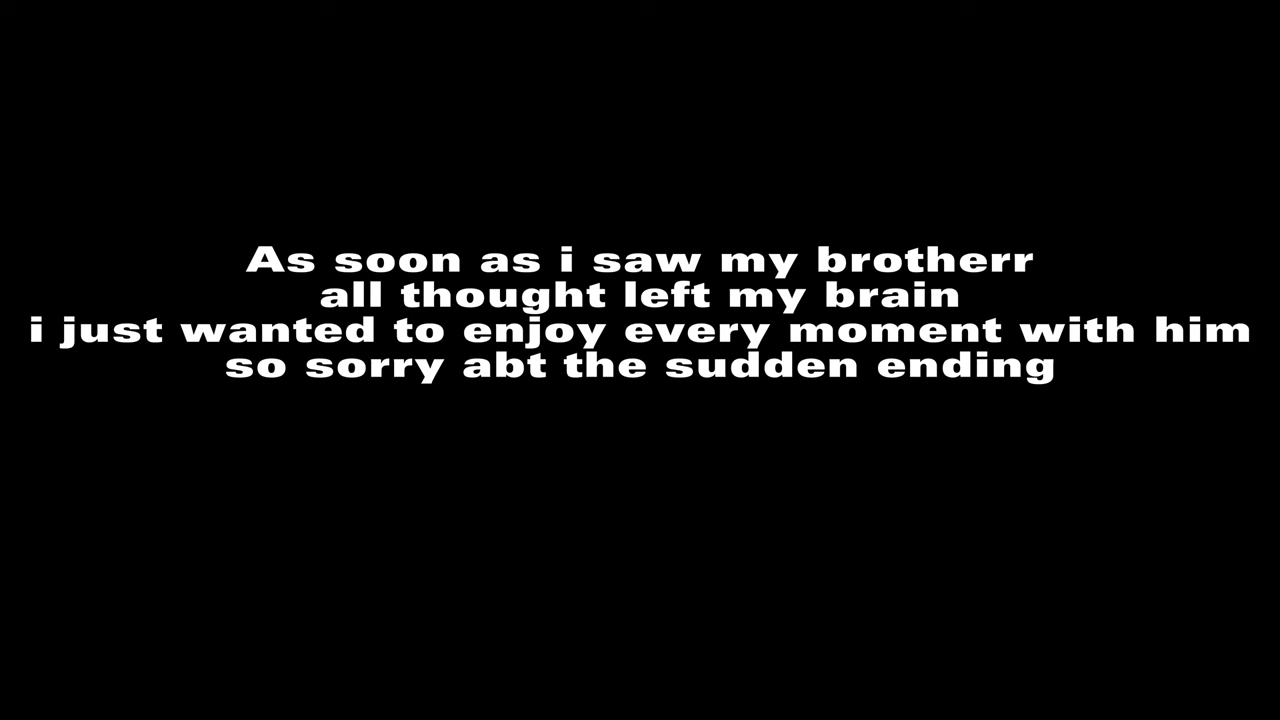 As soon as i saw my brotherr
all thought left my brain
i just wanted to enjoy every moment with him
so sorry abt the sudden ending